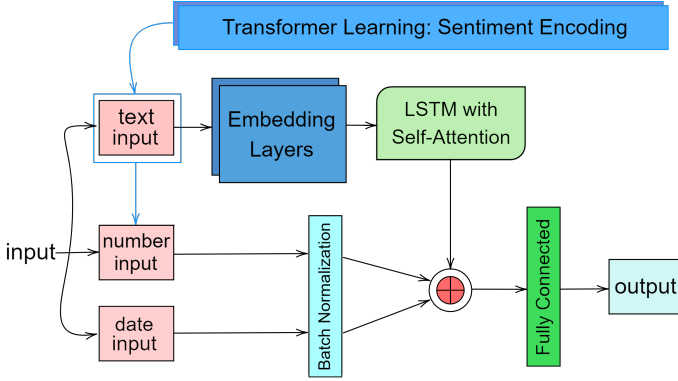 Transformer Learning: Sentiment Encoding
text
input
Embedding
Layers
LSTM with
Self-Attention
input
number
input
date
input
Batch Normalization
Fully Connected
output